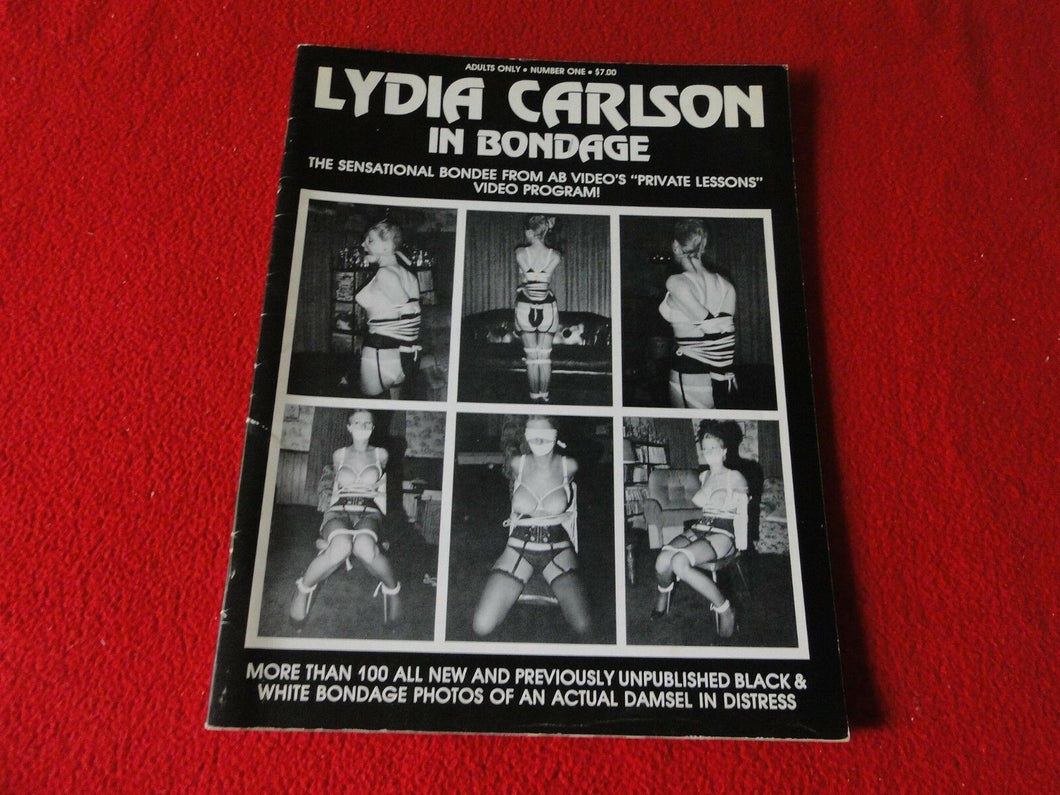 ADULTS ONLY • NUMBER ONE • $7.00
LYDIA CARLSON
IN BONDAGE
THE SENSATIONAL BONDEE FROM AB VIDEO'S "PRIVATE LESSONS"
VIDEO PROGRAM!
MORE THAN 100 ALL NEW AND PREVIOUSLY UNPUBLISHED BLACK &
WHITE BONDAGE PHOTOS OF AN ACTUAL DAMSEL IN DISTRESS